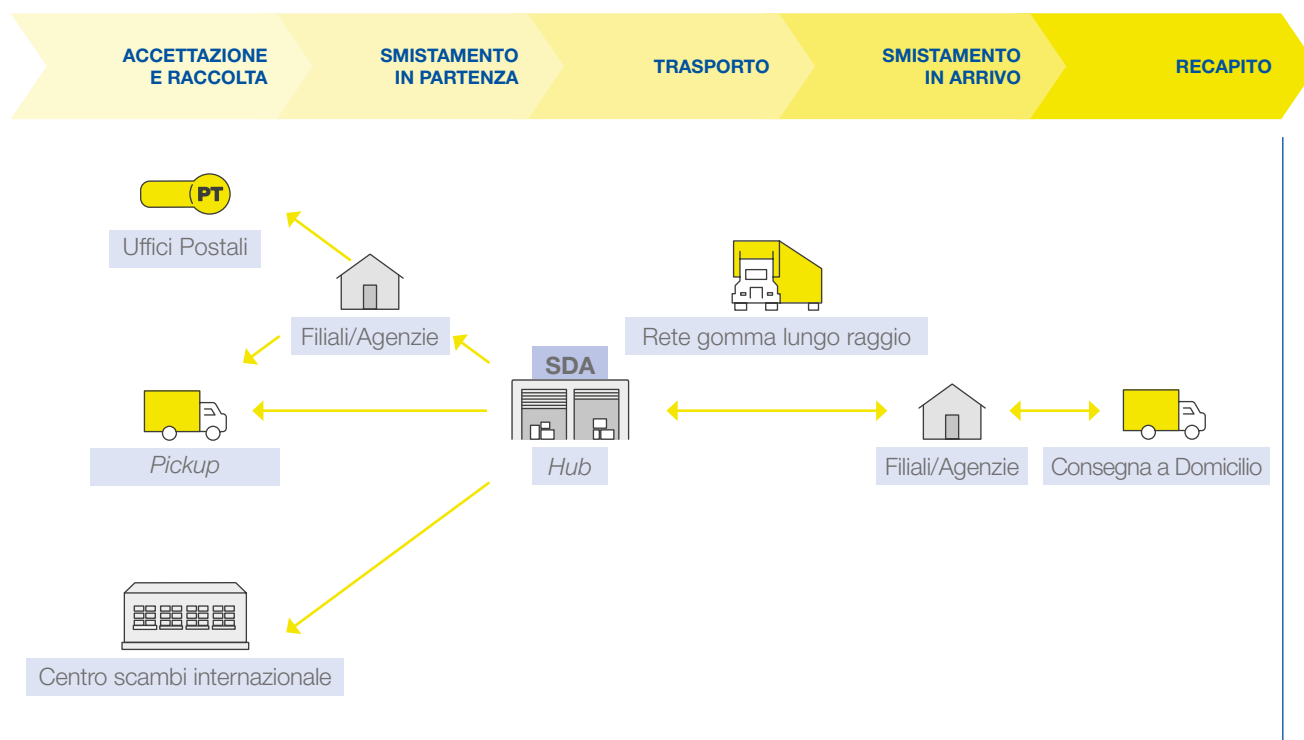 ACCETTAZIONE
E RACCOLTA
SMISTAMENTO
IN PARTENZA
TRASPORTO
SMISTAMENTO
IN ARRIVO
RECAPITO
PT
Uffici Postali
Filiali/Agenzie
Rete gomma lungo raggio
SDA
Pickup
Hub
Filiali/Agenzie
Consegna a Domicilio
Centro scambi internazionale